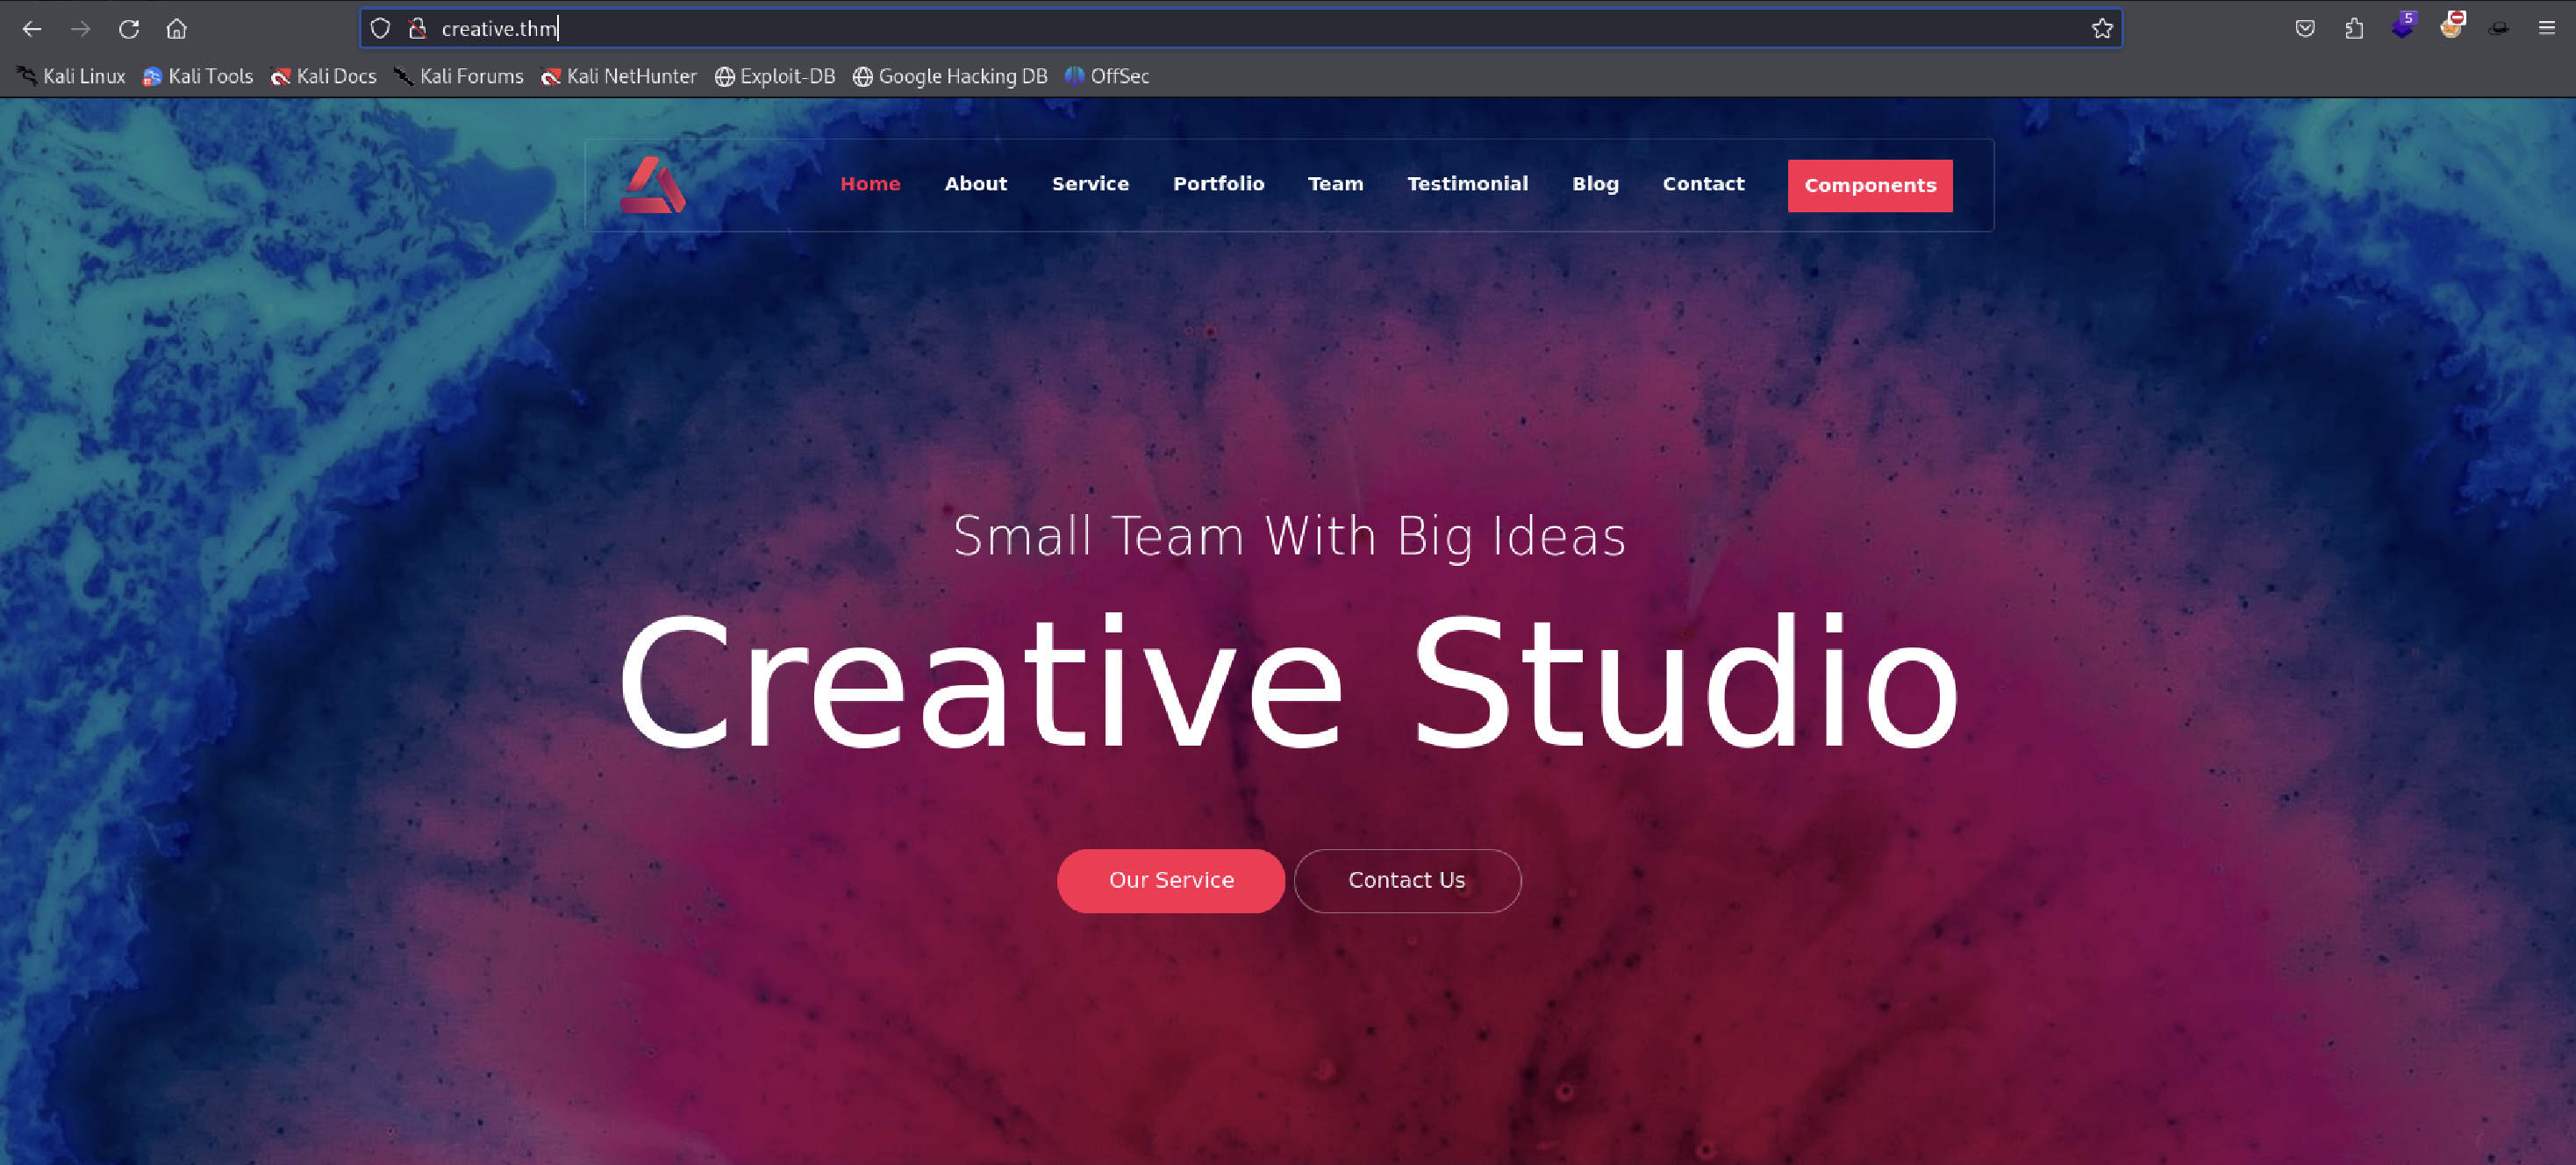 creative.thm
5
Kali Linux Kali Tools Kali Docs Kali Forums Kali NetHunter Exploit-DB Google Hacking DB OffSec
Home About Service Portfolio Team Testimonial Blog Contact Components
Small Team With Big Ideas
Creative Studio
Our Service Contact Us